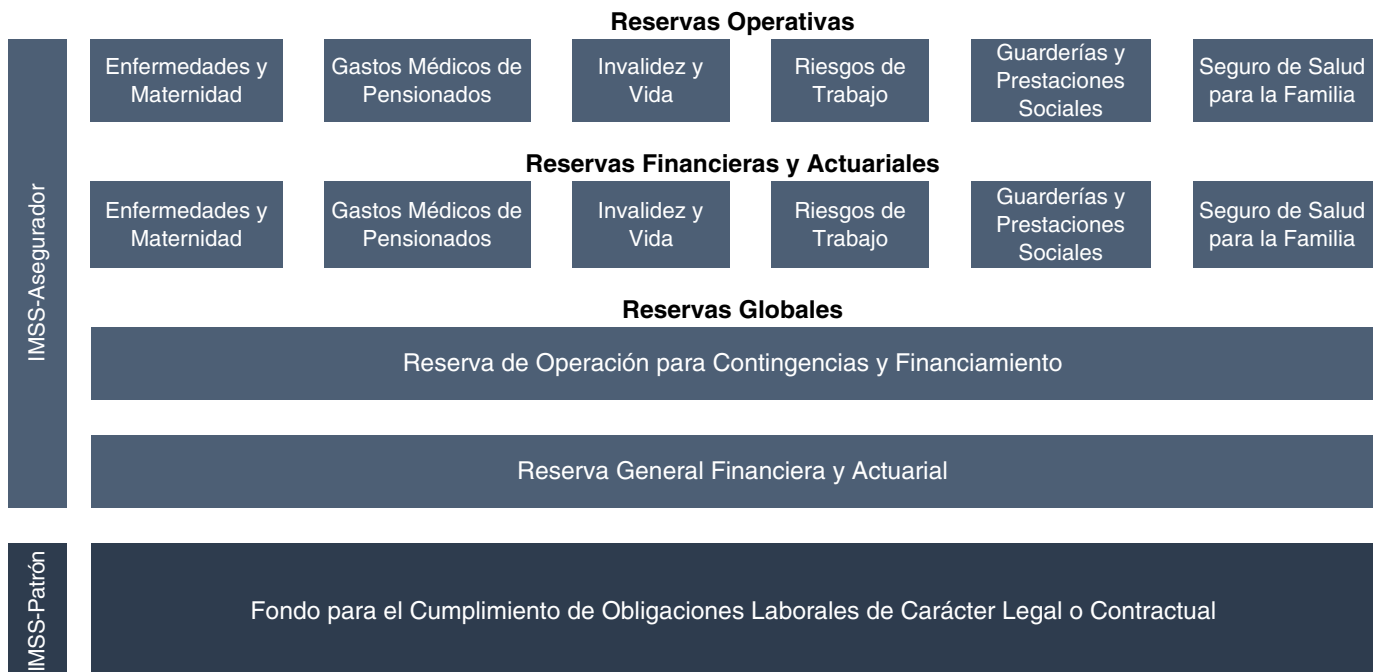 Reservas Operativas
IMSS-Asegurador
Enfermedades y
Maternidad
Gastos Médicos de
Pensionados
Invalidez y
Vida
Riesgos de
Trabajo
Guarderías y
Prestaciones
Sociales
Seguro de Salud
para la Familia
Reservas Financieras y Actuariales
Enfermedades y
Maternidad
Gastos Médicos de
Pensionados
Invalidez y
Vida
Riesgos de
Trabajo
Guarderías y
Prestaciones
Sociales
Seguro de Salud
para la Familia
Reservas Globales
Reserva de Operación para Contingencias y Financiamiento
Reserva General Financiera y Actuarial
IMSS-Patrón
Fondo para el Cumplimiento de Obligaciones Laborales de Carácter Legal o Contractual